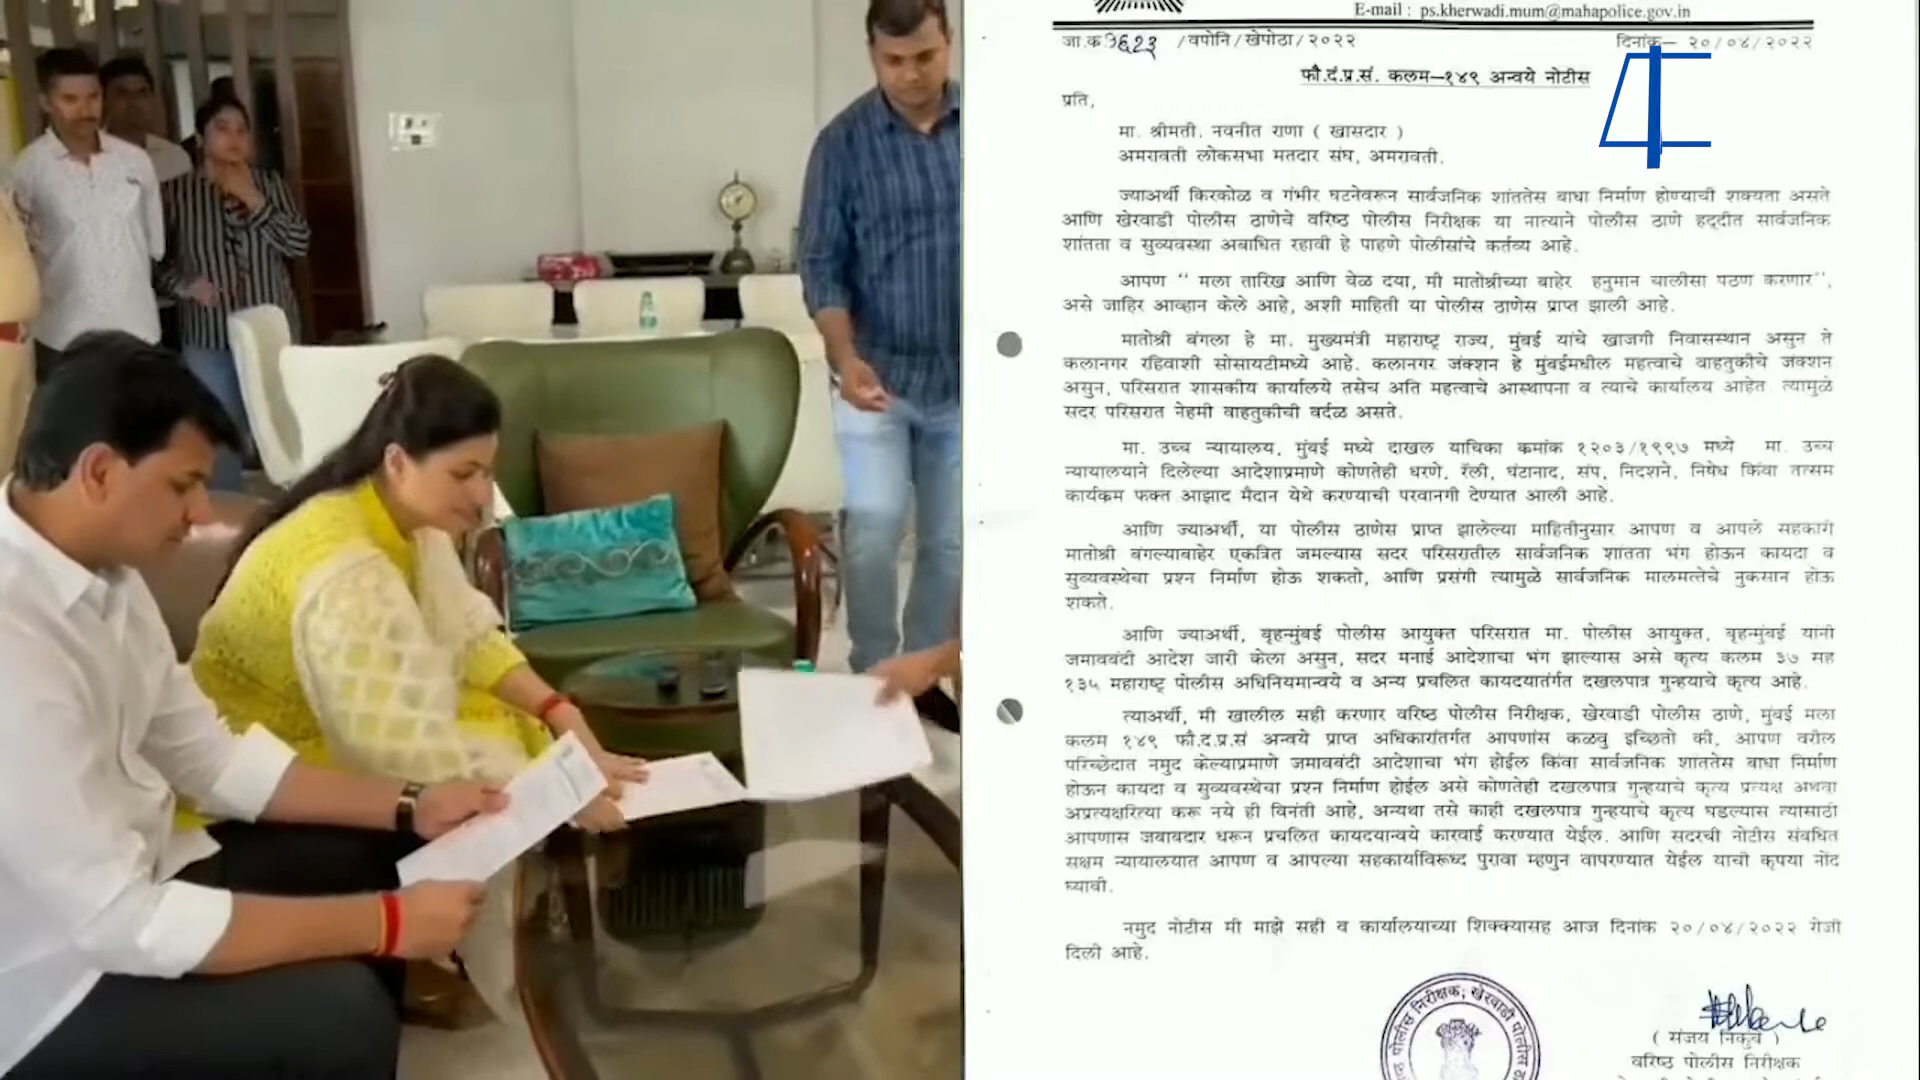 E-mail : ps.kherwadi.mum@mahapolice.gov.in
जा.क /वपोनि/खेपोठा/२०२२
दिनांक- २०/०४/२०२२
फौ.दं.प्र.सं. कलम-१४९ अन्वये नोटीस
प्रति,
मा. श्रीमती. नवनीत राणा ( खासदार )
अमरावती लोकसभा मतदार संघ, अमरावती.
ज्याअर्थी किरकोळ व गंभीर घटनेवरून सार्वजनिक शांततेस बाधा निर्माण होण्याची शक्यता असते
आणि खेरवाडी पोलीस ठाणेचे वरिष्ठ पोलीस निरीक्षक या नात्याने पोलीस ठाणे हद्दीत सार्वजनिक
शांतता व सुव्यवस्था अबाधित रहावी हे पाहणे पोलीसांचे कर्तव्य आहे.
आपण " मला तारिख आणि वेळ दया, मी मातोश्रीच्या बाहेर हनुमान चालीसा पठण करणार",
असे जाहिर आव्हान केले आहे, अशी माहिती या पोलीस ठाणेस प्राप्त झाली आहे.
मातोश्री बंगला हे मा. मुख्यमंत्री महाराष्ट्र राज्य, मुंबई यांचे खाजगी निवासस्थान असुन ते
कलानगर रहिवाशी सोसायटीमध्ये आहे. कलानगर जंक्शन हे मुंबईमधील महत्वाचे वाहतुकीचे जंक्शन
असुन, परिसरात शासकीय कार्यालये तसेच अति महत्वाचे आस्थापना व त्याचे कार्यालय आहेत. त्यामुळे
सदर परिसरात नेहमी वाहतुकीची वर्दळ असते.
मा. उच्च न्यायालय, मुंबई मध्ये दाखल याचिका क्रमांक १२०३/१९९७ मध्ये मा. उच्च
न्यायालयाने दिलेल्या आदेशाप्रमाणे कोणतेही धरणे, रॅली, घंटानाद, संप, निदशने, निषेध किंवा तत्सम
कार्यक्रम फक्त आझाद मैदान येथे करण्याची परवानगी देण्यात आली आहे.
आणि ज्याअर्थी, या पोलीस ठाणेस प्राप्त झालेल्या माहितीनुसार आपण व आपले सहकारी
मातोश्री बंगल्याबाहेर एकत्रित जमल्यास सदर परिसरातील सार्वजनिक शांतता भंग होऊन कायदा व
सुव्यवस्थेचा प्रश्न निर्माण होऊ शकतो, आणि प्रसंगी त्यामुळे सार्वजनिक मालमत्तेचे नुकसान होऊ
शकते.
आणि ज्याअर्थी, बृहन्मुंबई पोलीस आयुक्त परिसरात मा. पोलीस आयुक्त, बृहन्मुंबई यांनी
जमावबंदी आदेश जारी केला असुन, सदर मनाई आदेशाचा भंग झाल्यास असे कृत्य कलम ३७ सह
१३५ महाराष्ट्र पोलीस अधिनियमान्वये व अन्य प्रचलित कायदयातंर्गत दखलपात्र गुन्हयाचे कृत्य आहे.
त्याअर्थी, मी खालील सही करणार वरिष्ठ पोलीस निरीक्षक, खेरवाडी पोलीस ठाणे, मुंबई मला
कलम १४९ फौ.द.प्र.सं अन्वये प्राप्त अधिकारांतर्गत आपणांस कळवु इच्छितो की, आपण वरील
परिच्छेदात नमुद केल्याप्रमाणे जमावबंदी आदेशाचा भंग होईल किंवा सार्वजनिक शांततेस बाधा निर्माण
होऊन कायदा व सुव्यवस्थेचा प्रश्न निर्माण होईल असे कोणतेही दखलपात्र गुन्हयाचे कृत्य प्रत्यक्ष अथवा
अप्रत्यक्षरित्या करू नये ही विनंती आहे, अन्यथा तसे काही दखलपात्र गुन्हयाचे कृत्य घडल्यास त्यासाठी
आपणास जबाबदार धरून प्रचलित कायदयान्वये कारवाई करण्यात येईल. आणि सदरची नोटीस संबंधित
सक्षम न्यायालयात आपण व आपल्या सहकार्याविरूध्द पुरावा म्हणुन वापरण्यात येईल याची कृपया नोंद
घ्यावी.
नमुद नोटीस मी माझे सही व कार्यालयाच्या शिक्क्यासह आज दिनांक २०/०४/२०२२ रोजी
दिली आहे.
( संजय निकुंबे )
वरिष्ठ पोलीस निरीक्षक